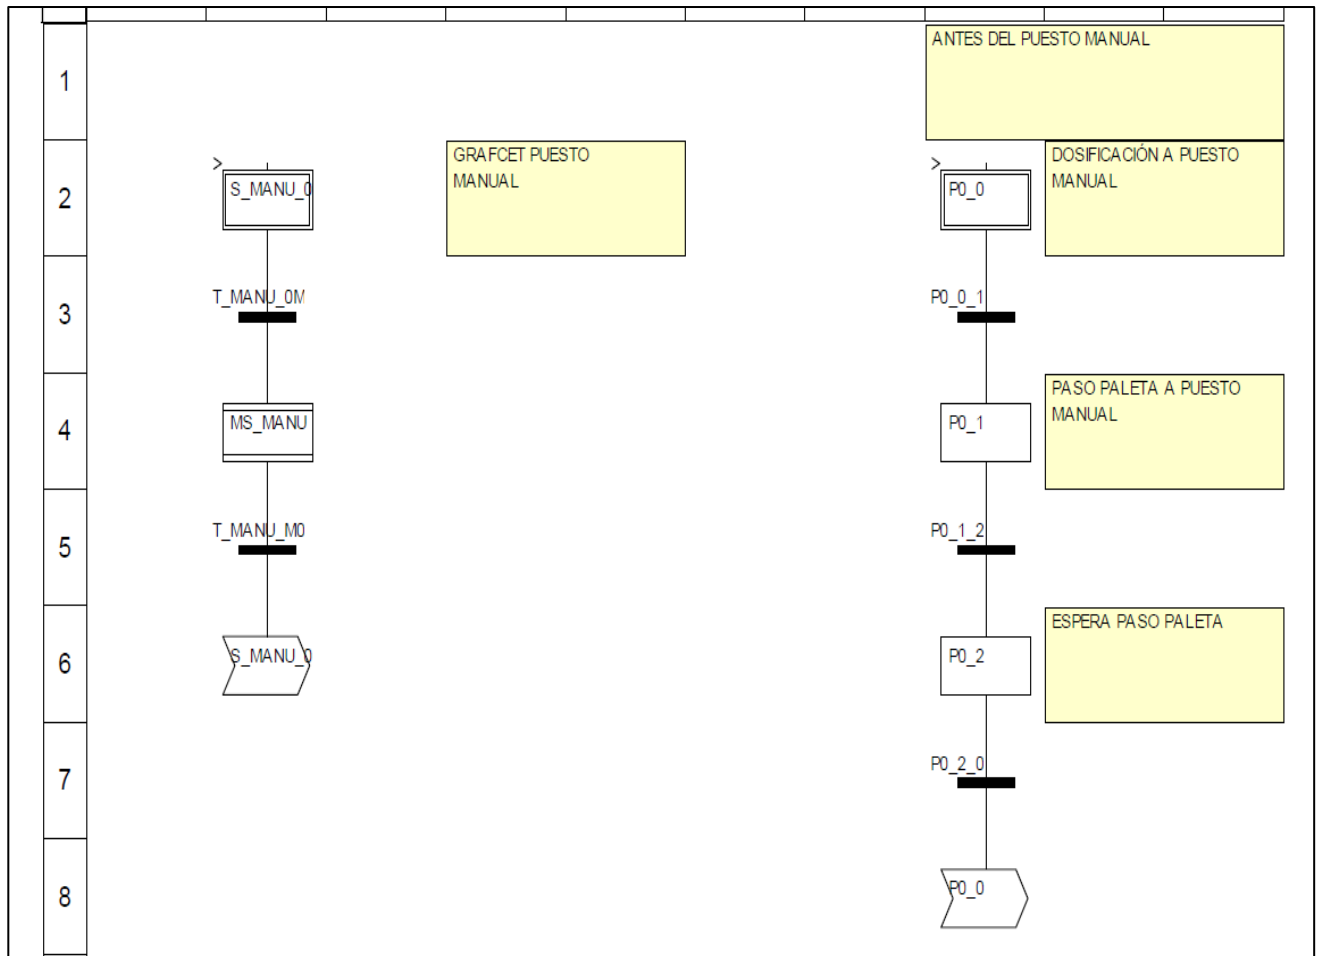 ANTES DEL PUESTO MANUAL
1
GRAFCET PUESTO
MANUAL
DOSIFICACIÓN A PUESTO
MANUAL
>
>
2
S_MANU_0
P0_0
T_MANU_0M
P0_0_1
3
PASO PALETA A PUESTO
MANUAL
4
MS_MANU
P0_1
T_MANU_M0
P0_1_2
5
ESPERA PASO PALETA
6
S_MANU_0
P0_2
P0_2_0
7
8
P0_0